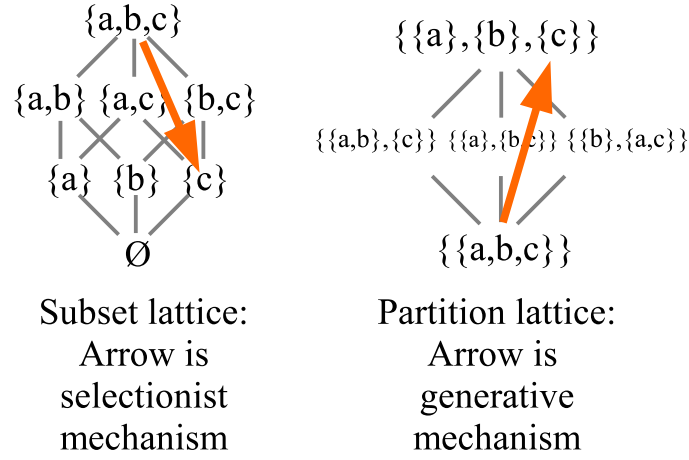 {a,b,c}
{a,b} {a,c} {b,c}
{a} {b} {c}
Ø
Subset lattice:
Arrow is
selectionist
mechanism
{{a},{b},{c}}
{{a,b},{c}} {{a},{b,c}} {{b},{a,c}}
{{a,b,c}}
Partition lattice:
Arrow is
generative
mechanism